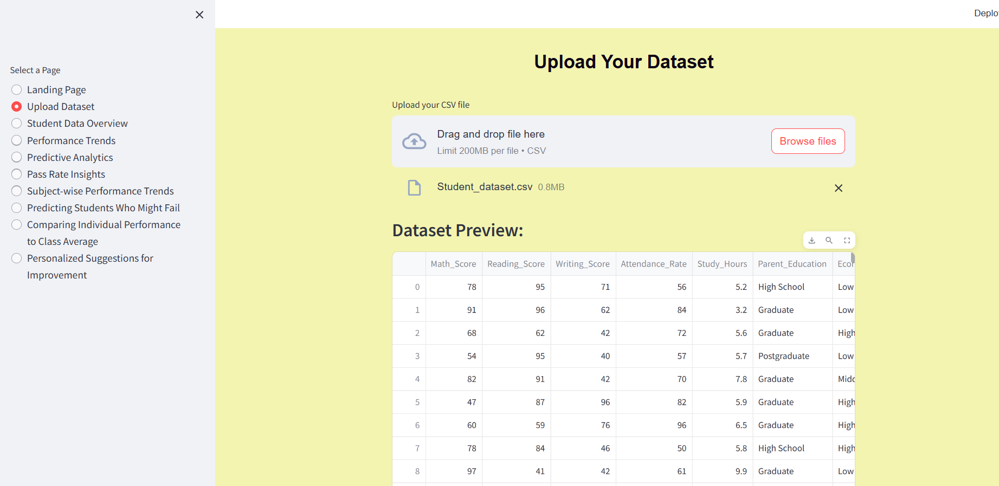 Deplo
Select a Page
Landing Page
Upload Dataset
Student Data Overview
Performance Trends
Predictive Analytics
Pass Rate Insights
Subject-wise Performance Trends
Predicting Students Who Might Fail
Comparing Individual Performance
to Class Average
Personalized Suggestions for
Improvement
Upload Your Dataset
Upload your CSV file
Drag and drop file here
Limit 200MB per file • CSV
Browse files
Student_dataset.csv 0.8MB
Dataset Preview:
Math_Score Reading_Score Writing_Score Attendance_Rate Study_Hours Parent_Education Econ
0 78 95 71 56 5.2 High School Low
1 91 96 62 84 3.2 Graduate Low
2 68 62 42 72 5.6 Graduate High
3 54 95 40 57 5.7 Postgraduate Low
4 82 91 42 70 7.8 Graduate Midd
5 47 87 96 82 5.9 Graduate High
6 60 59 76 96 6.5 Graduate High
7 78 84 46 50 5.8 High School High
8 97 41 42 61 9.9 Graduate Low